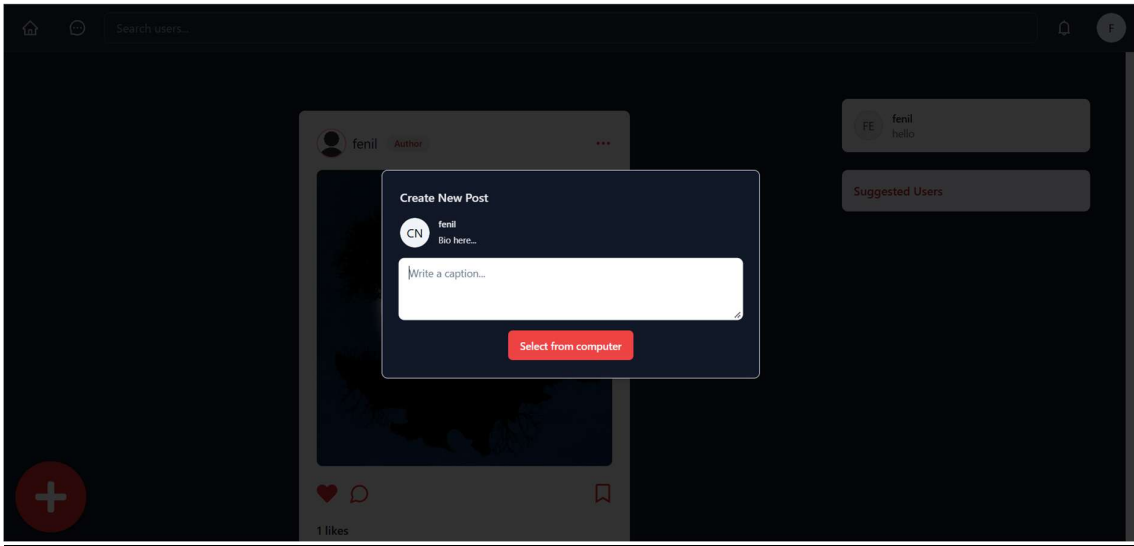 Search users...
F
fenil Author
FE fenil
hello
Suggested Users
Create New Post
CN fenil
Bio here...
Write a caption...
Select from computer
1 likes